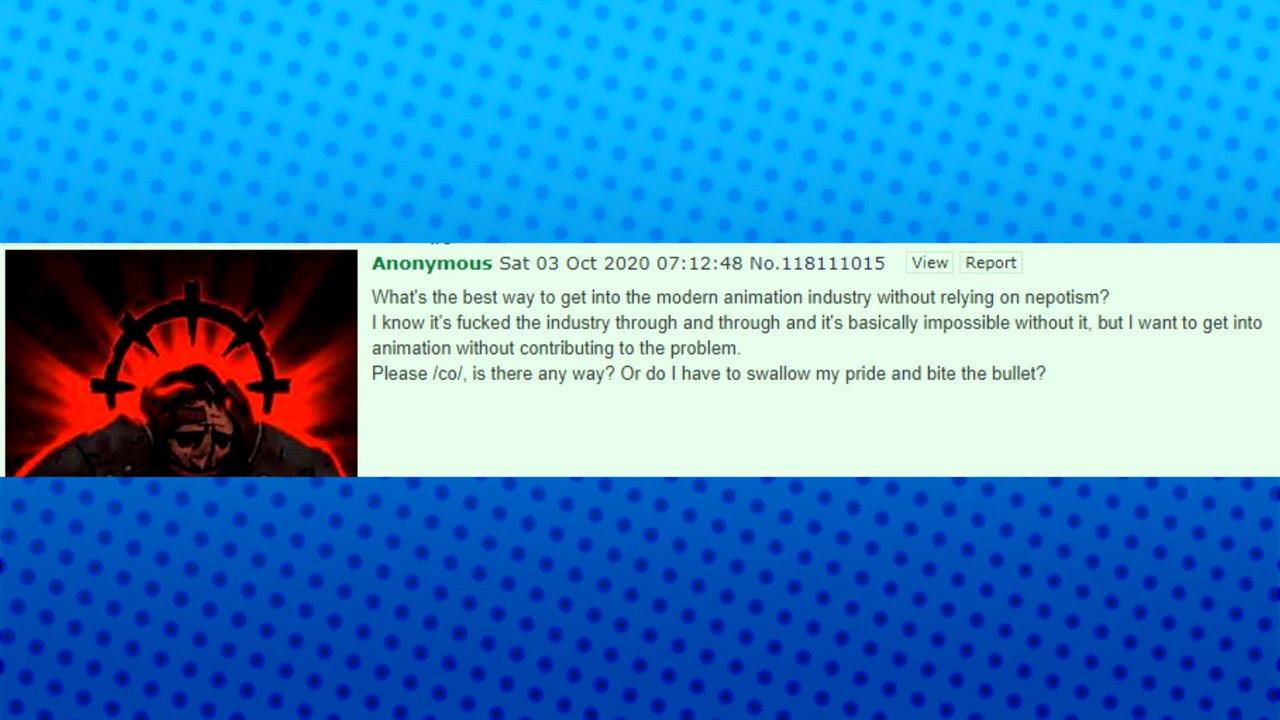 Anonymous Sat 03 Oct 2020 07:12:48 No.118111015 View Report
What's the best way to get into the modern animation industry without relying on nepotism?
I know it's fucked the industry through and through and it's basically impossible without it, but I want to get into
animation without contributing to the problem.
Please /co/, is there any way? Or do I have to swallow my pride and bite the bullet?